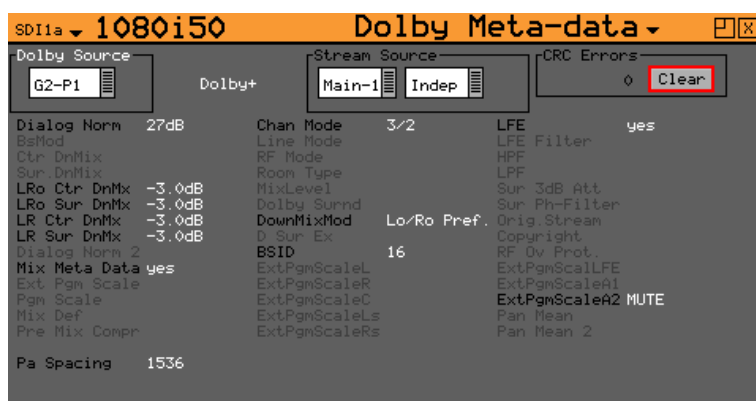 SDI1a 1080i50 Dolby Meta-data
Dolby Source Stream Source CRC Errors
G2-P1 Dolby+ Main-1 Indep 0 Clear
Dialog Norm 27dB Chan Mode 3/2 LFE yes
BsMod Line Mode LFE Filter
Ctr DnMix RF Mode HPF
Sur.DnMix Room Type LPF
LRo Ctr DnMx -3.0dB MixLevel Sur 3dB Att
LRo Sur DnMx -3.0dB Dolby Surnd Sur Ph-Filter
LR Ctr DnMx -3.0dB DownMixMod Lo/Ro Pref. Orig.Stream
LR Sur DnMx -3.0dB D Sur Ex Copyright
Dialog Norm 2 BSID 16 RF Ov Prot.
Mix Meta Data yes ExtPgmScaleL ExtPgmScalLFE
Ext Pgm Scale ExtPgmScaleR ExtPgmScaleA1
Pgm Scale ExtPgmScaleC ExtPgmScaleA2 MUTE
Mix Def ExtPgmScaleLs Pan Mean
Pre Mix Compr ExtPgmScaleRs Pan Mean 2
Pa Spacing 1536